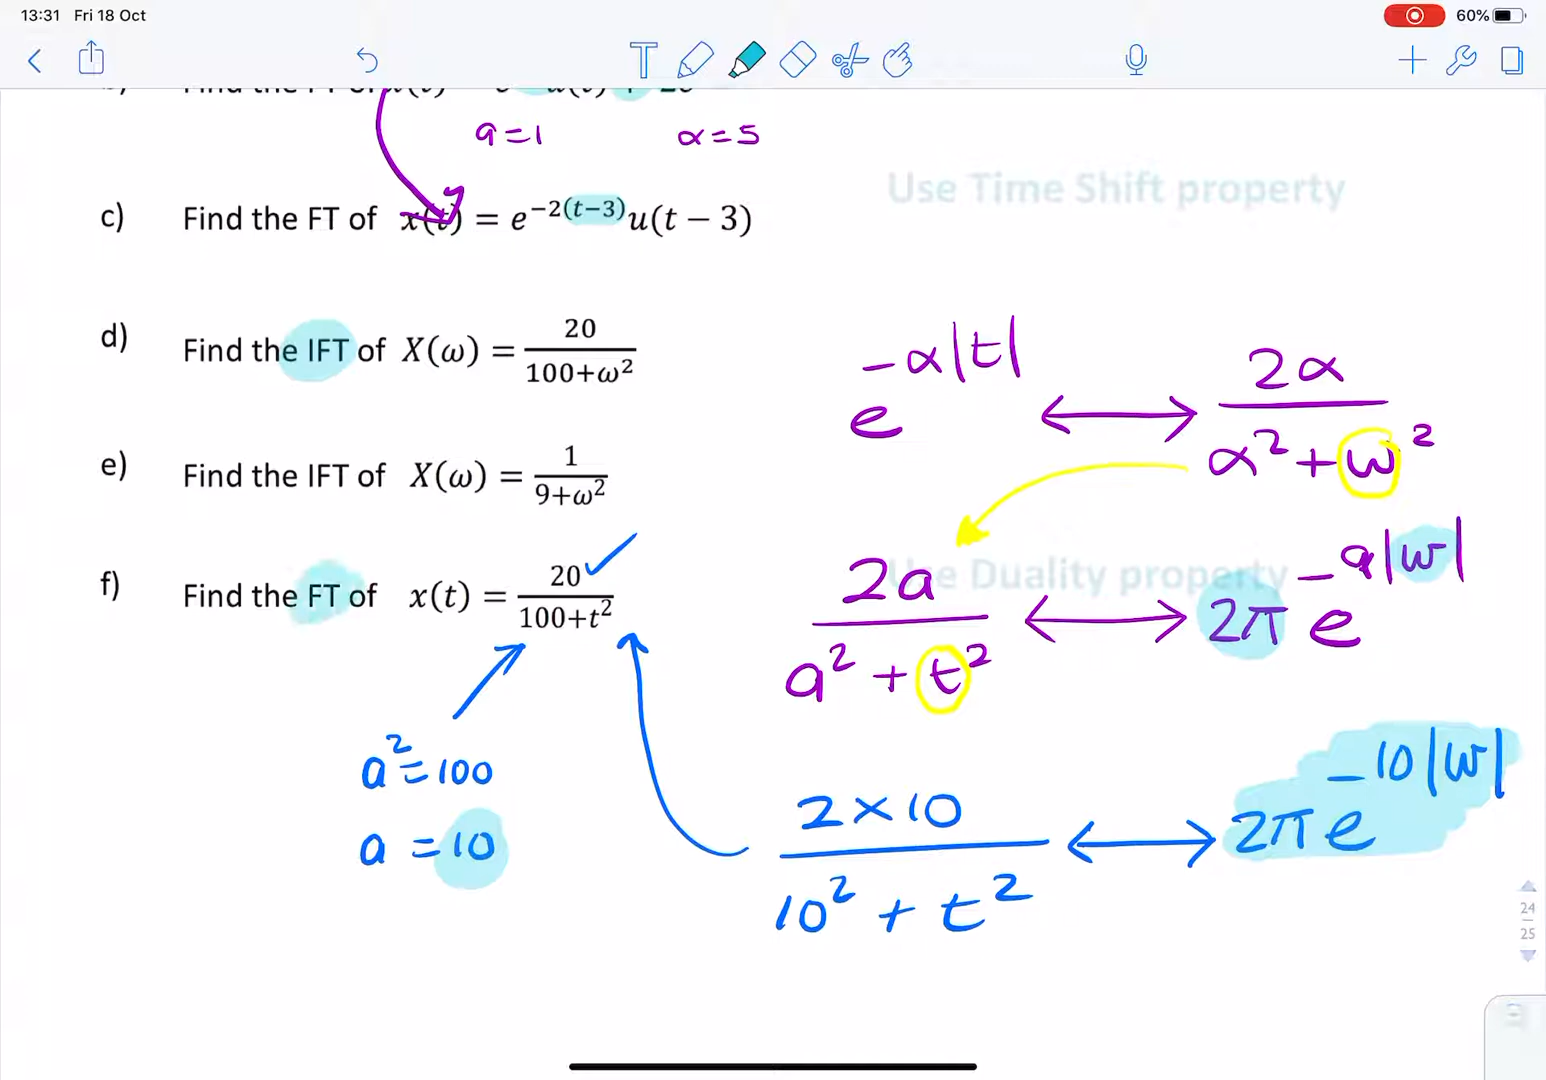 13:31 Fri 18 Oct
60%
T
a = 1
α = 5
c) Find the FT of x(t) = e^{-2(t-3)}u(t − 3)
Use Time Shift property
d) Find the IFT of X(ω) = 20/(100+ω²)
e^{-α|t|} ↔ 2α/(α² + ω²)
e) Find the IFT of X(ω) = 1/(9+ω²)
f) Find the FT of x(t) = 20/(100+t²) ✓
Use Duality property
2a/(a² + t²) ↔ 2π e^{-a|ω|}
a² = 100
a = 10
2 × 10/(10² + t²) ↔ 2π e^{-10|ω|}
24
25